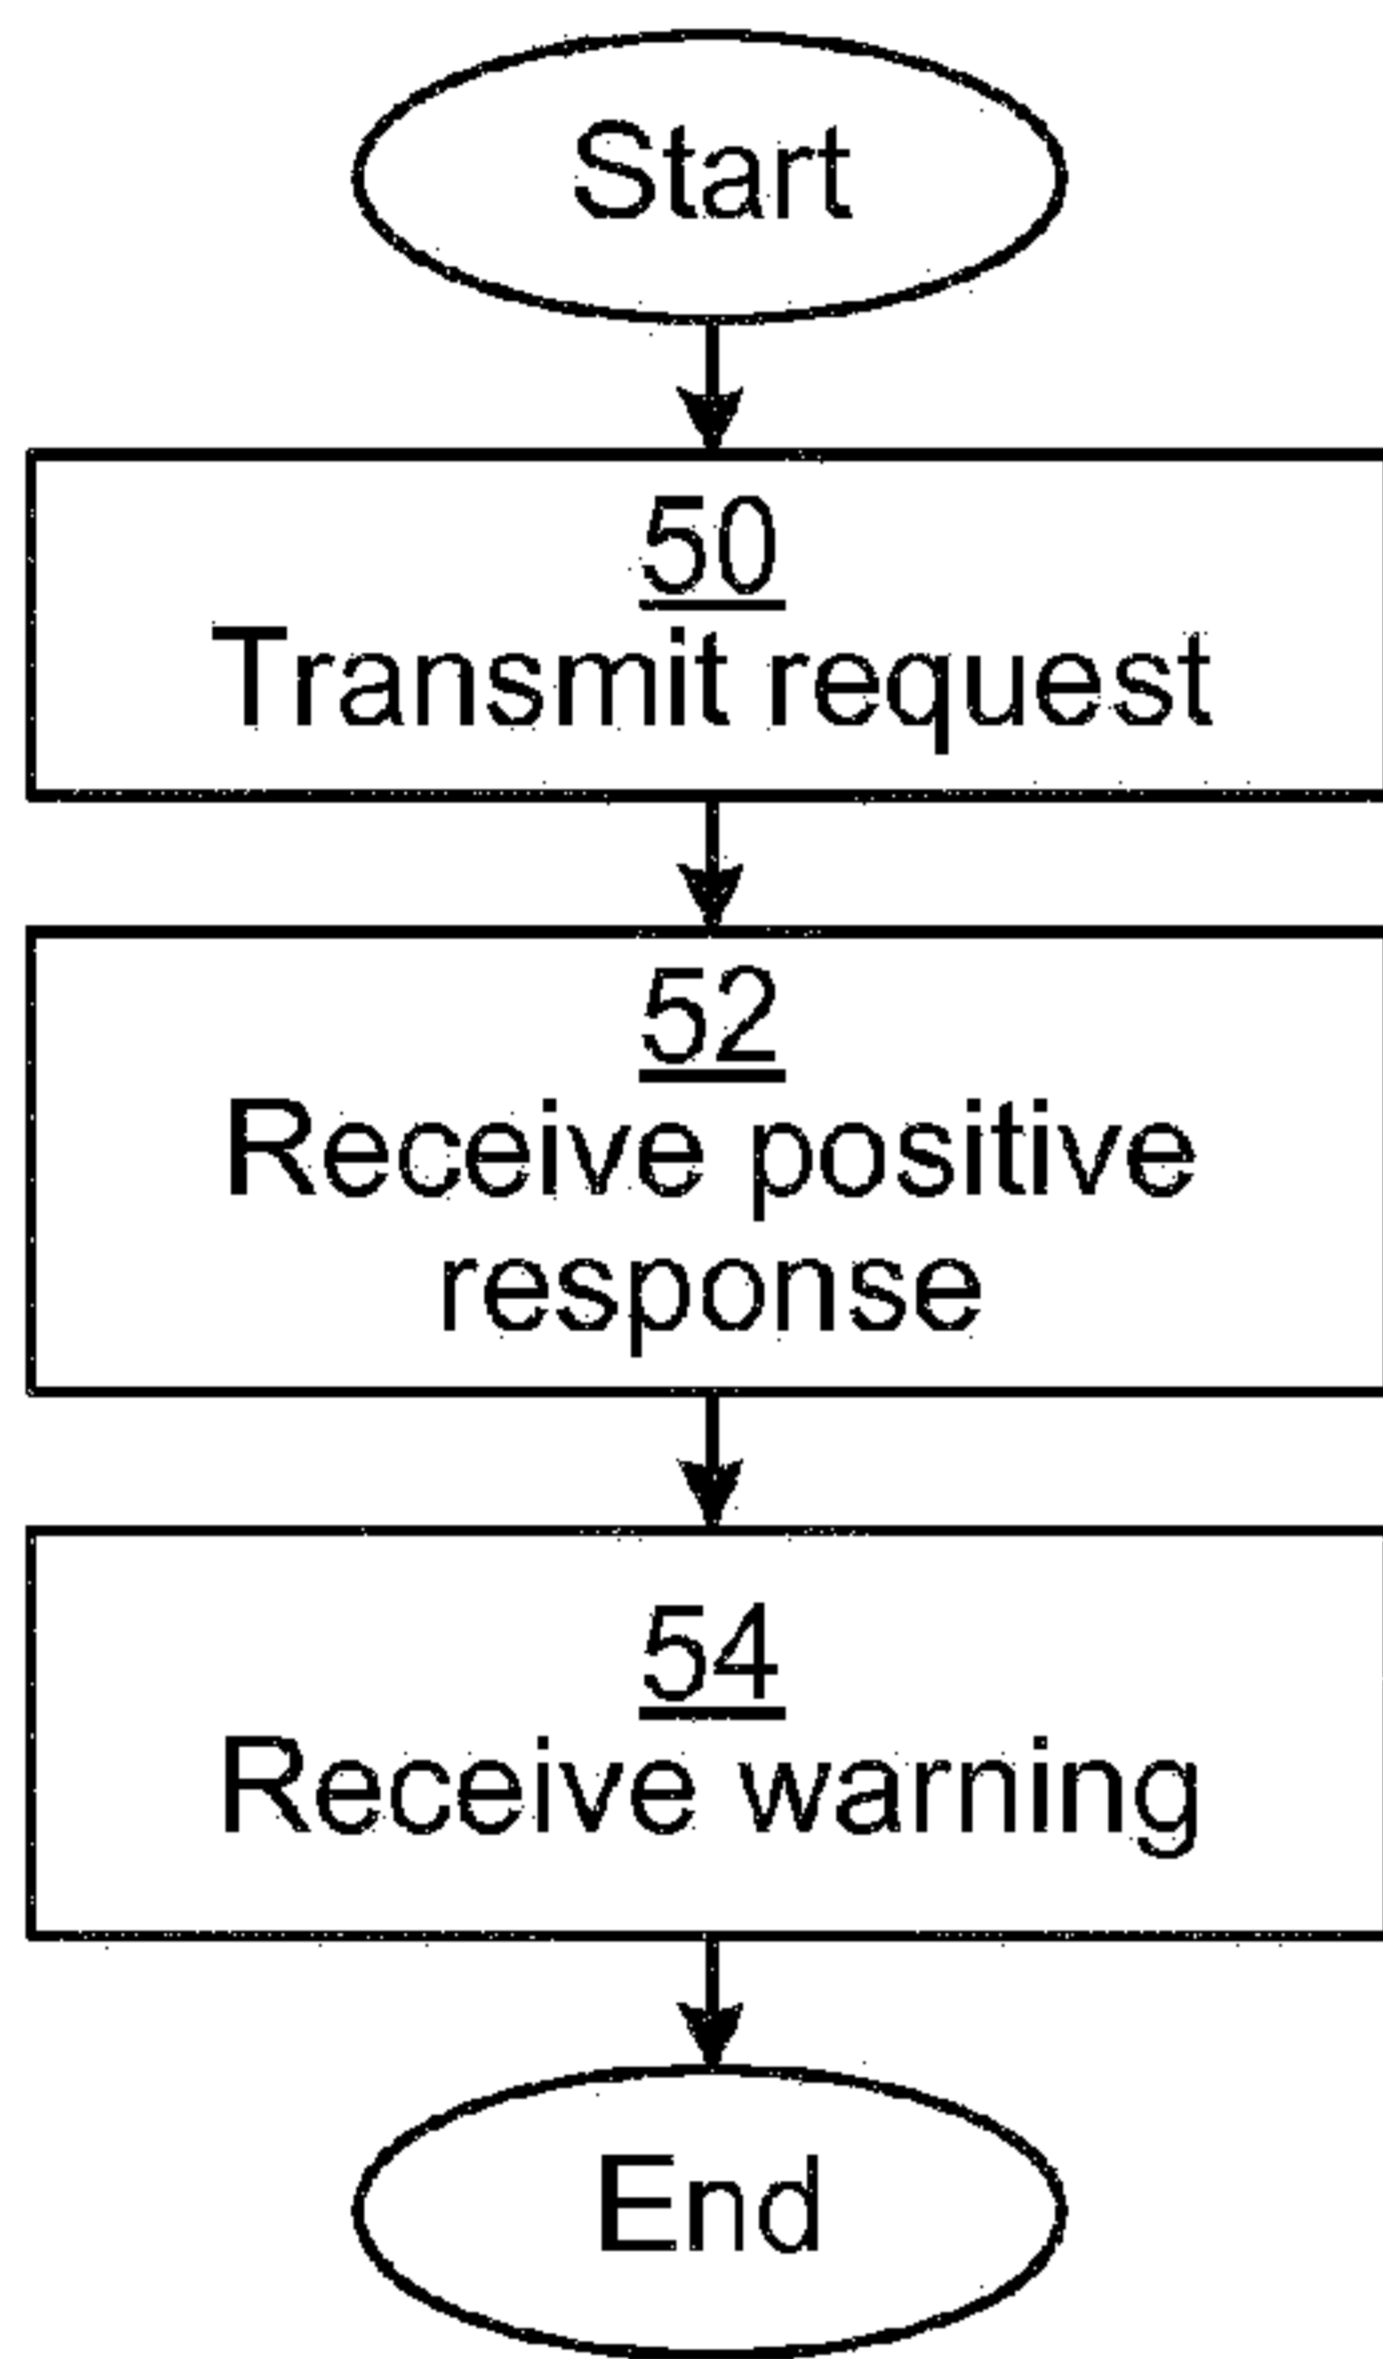 Start
50
Transmit request
52
Receive positive
response
54
Receive warning
End